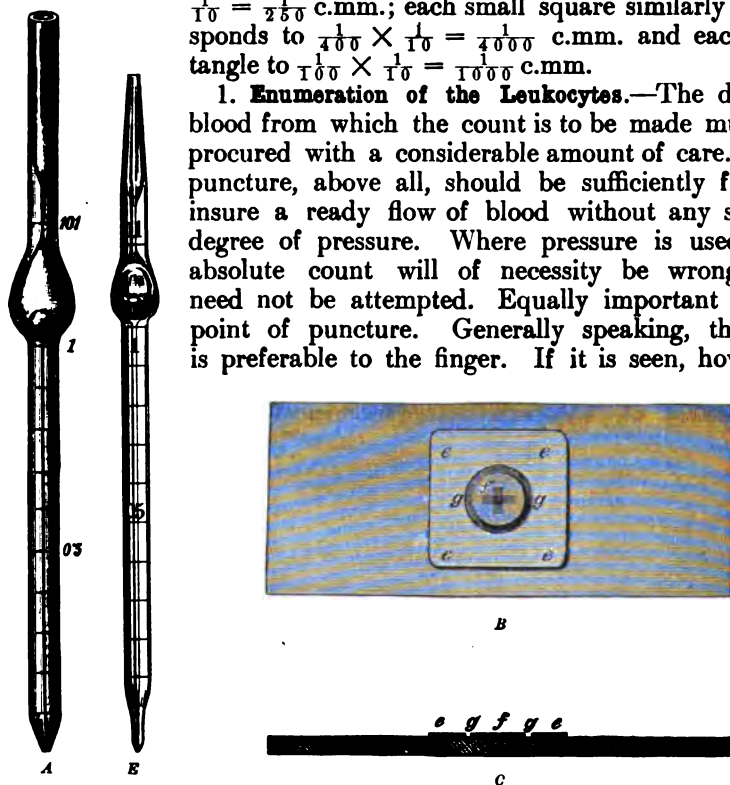 1/10 = 1/250 c.mm.; each small square similarly
sponds to 1/400 × 1/10 = 1/4000 c.mm. and eac
tangle to 1/100 × 1/10 = 1/1000 c.mm.
1. Enumeration of the Leukocytes.—The d
blood from which the count is to be made mu
procured with a considerable amount of care.
puncture, above all, should be sufficiently f
insure a ready flow of blood without any s
degree of pressure. Where pressure is used
absolute count will of necessity be wrong
need not be attempted. Equally important
point of puncture. Generally speaking, th
is preferable to the finger. If it is seen, how
101
11
1
1
05
0'5
A
E
e e
g f g
e e
B
e g f g e
C